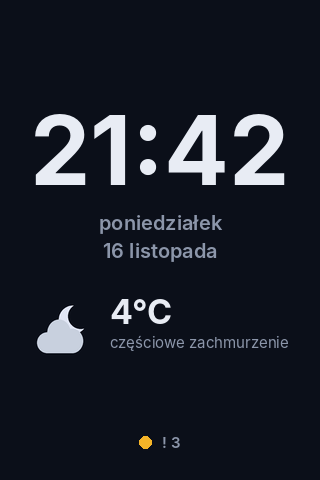 21:42
poniedziałek
16 listopada
4°C
częściowe zachmurzenie
! 3